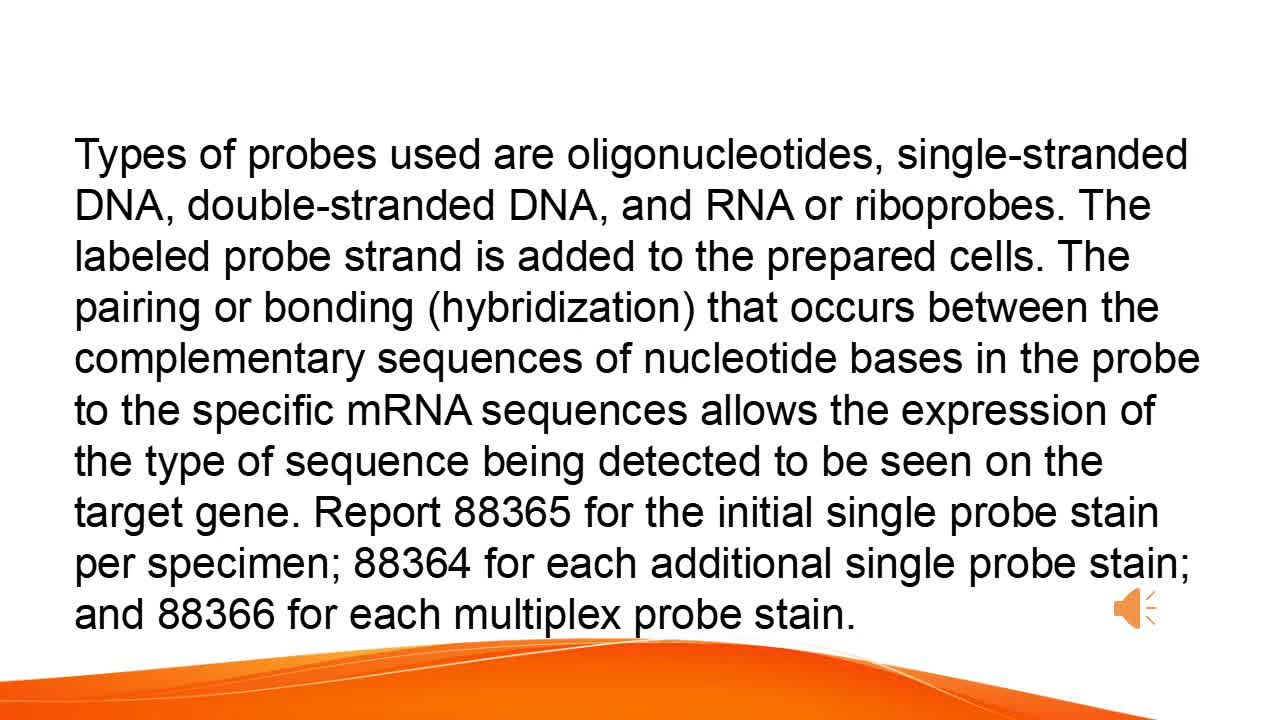 Types of probes used are oligonucleotides, single-stranded
DNA, double-stranded DNA, and RNA or riboprobes. The
labeled probe strand is added to the prepared cells. The
pairing or bonding (hybridization) that occurs between the
complementary sequences of nucleotide bases in the probe
to the specific mRNA sequences allows the expression of
the type of sequence being detected to be seen on the
target gene. Report 88365 for the initial single probe stain
per specimen; 88364 for each additional single probe stain;
and 88366 for each multiplex probe stain.